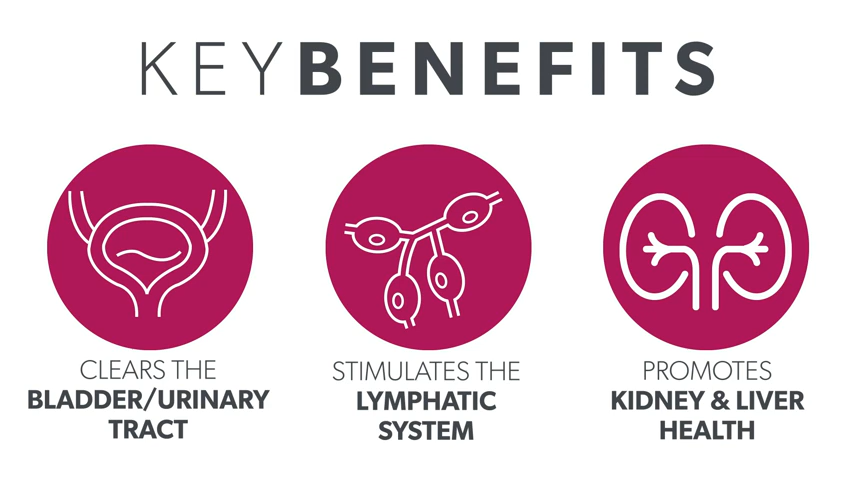 KEYBENEFITS
CLEARS THE
BLADDER/URINARY
TRACT
STIMULATES THE
LYMPHATIC
SYSTEM
PROMOTES
KIDNEY & LIVER
HEALTH